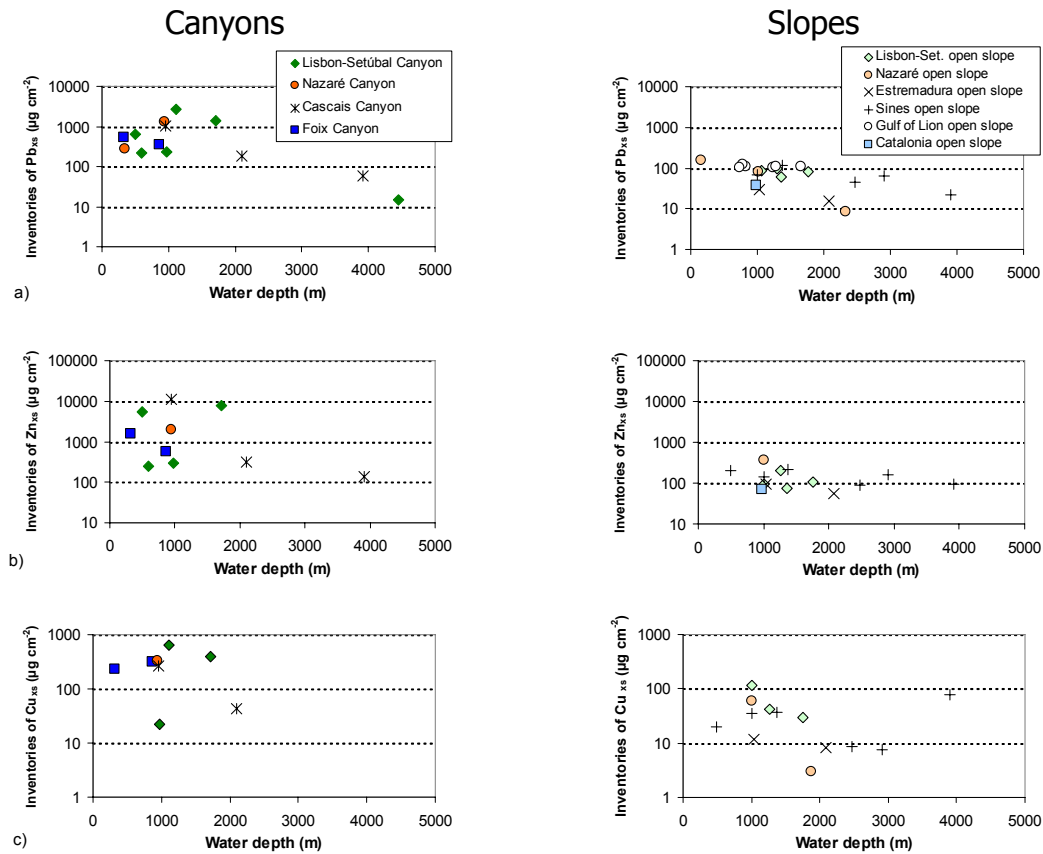 Canyons
Slopes
Lisbon-Setúbal Canyon
Nazaré Canyon
Cascais Canyon
Foix Canyon
Lisbon-Set. open slope
Nazaré open slope
Estremadura open slope
Sines open slope
Gulf of Lion open slope
Catalonia open slope
a)
Inventories of Pbxs (µg cm-2)
10000
1000
100
10
1
0 1000 2000 3000 4000 5000
Water depth (m)
Inventories of Pbxs (µg cm-2)
10000
1000
100
10
1
0 1000 2000 3000 4000 5000
Water depth (m)
b)
Inventories of Znxs (µg cm-2)
100000
10000
1000
100
10
0 1000 2000 3000 4000 5000
Water depth (m)
Inventories of Znxs (µg cm-2)
100000
10000
1000
100
10
0 1000 2000 3000 4000 5000
Water depth (m)
c)
Inventories of Cuxs (µg cm-2)
1000
100
10
1
0 1000 2000 3000 4000 5000
Water depth (m)
Inventories of Cu xs (µg cm-2)
1000
100
10
1
0 1000 2000 3000 4000 5000
Water depth (m)